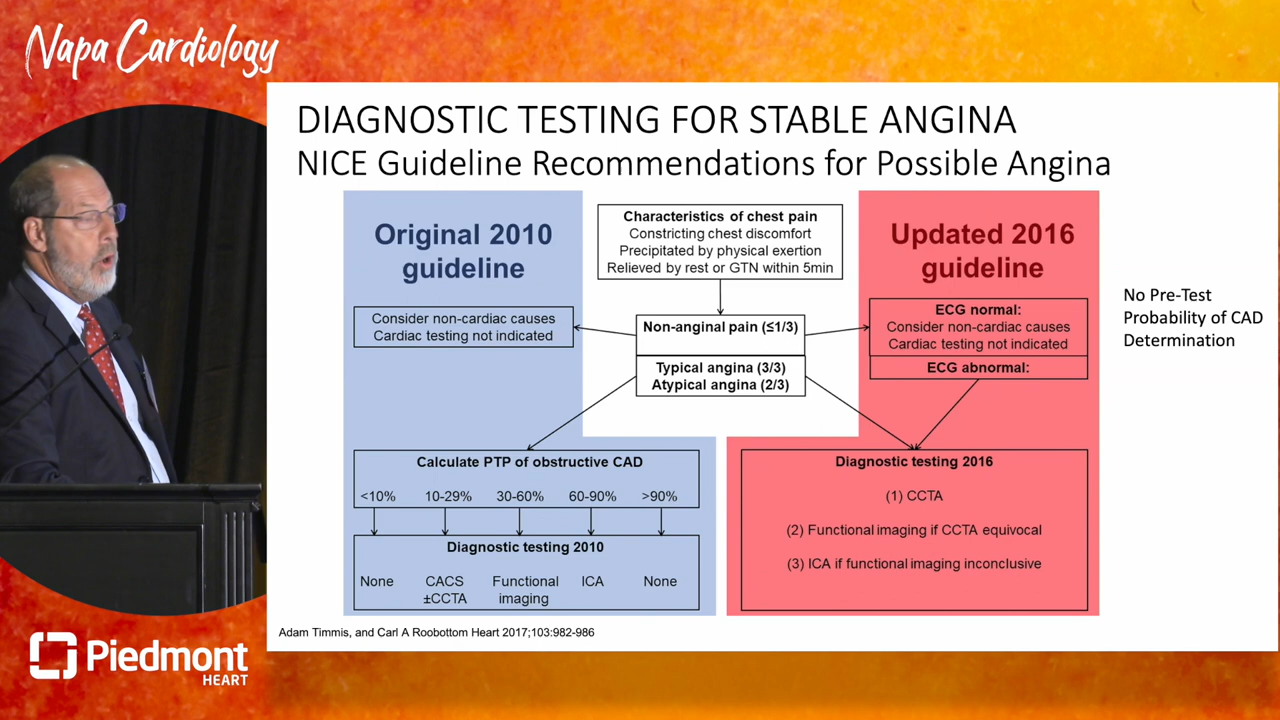 Napa Cardiology
DIAGNOSTIC TESTING FOR STABLE ANGINA
NICE Guideline Recommendations for Possible Angina
Original 2010
guideline
Characteristics of chest pain
Constricting chest discomfort
Precipitated by physical exertion
Relieved by rest or GTN within 5min
Updated 2016
guideline
Consider non-cardiac causes
Cardiac testing not indicated
Non-anginal pain (≤1/3)
Typical angina (3/3)
Atypical angina (2/3)
ECG normal:
Consider non-cardiac causes
Cardiac testing not indicated
ECG abnormal:
No Pre-Test
Probability of CAD
Determination
Calculate PTP of obstructive CAD
<10% 10-29% 30-60% 60-90% >90%
Diagnostic testing 2010
None CACS Functional ICA None
±CCTA imaging
Diagnostic testing 2016
(1) CCTA
(2) Functional imaging if CCTA equivocal
(3) ICA if functional imaging inconclusive
Adam Timmis, and Carl A Roobottom Heart 2017;103:982-986
Piedmont
HEART